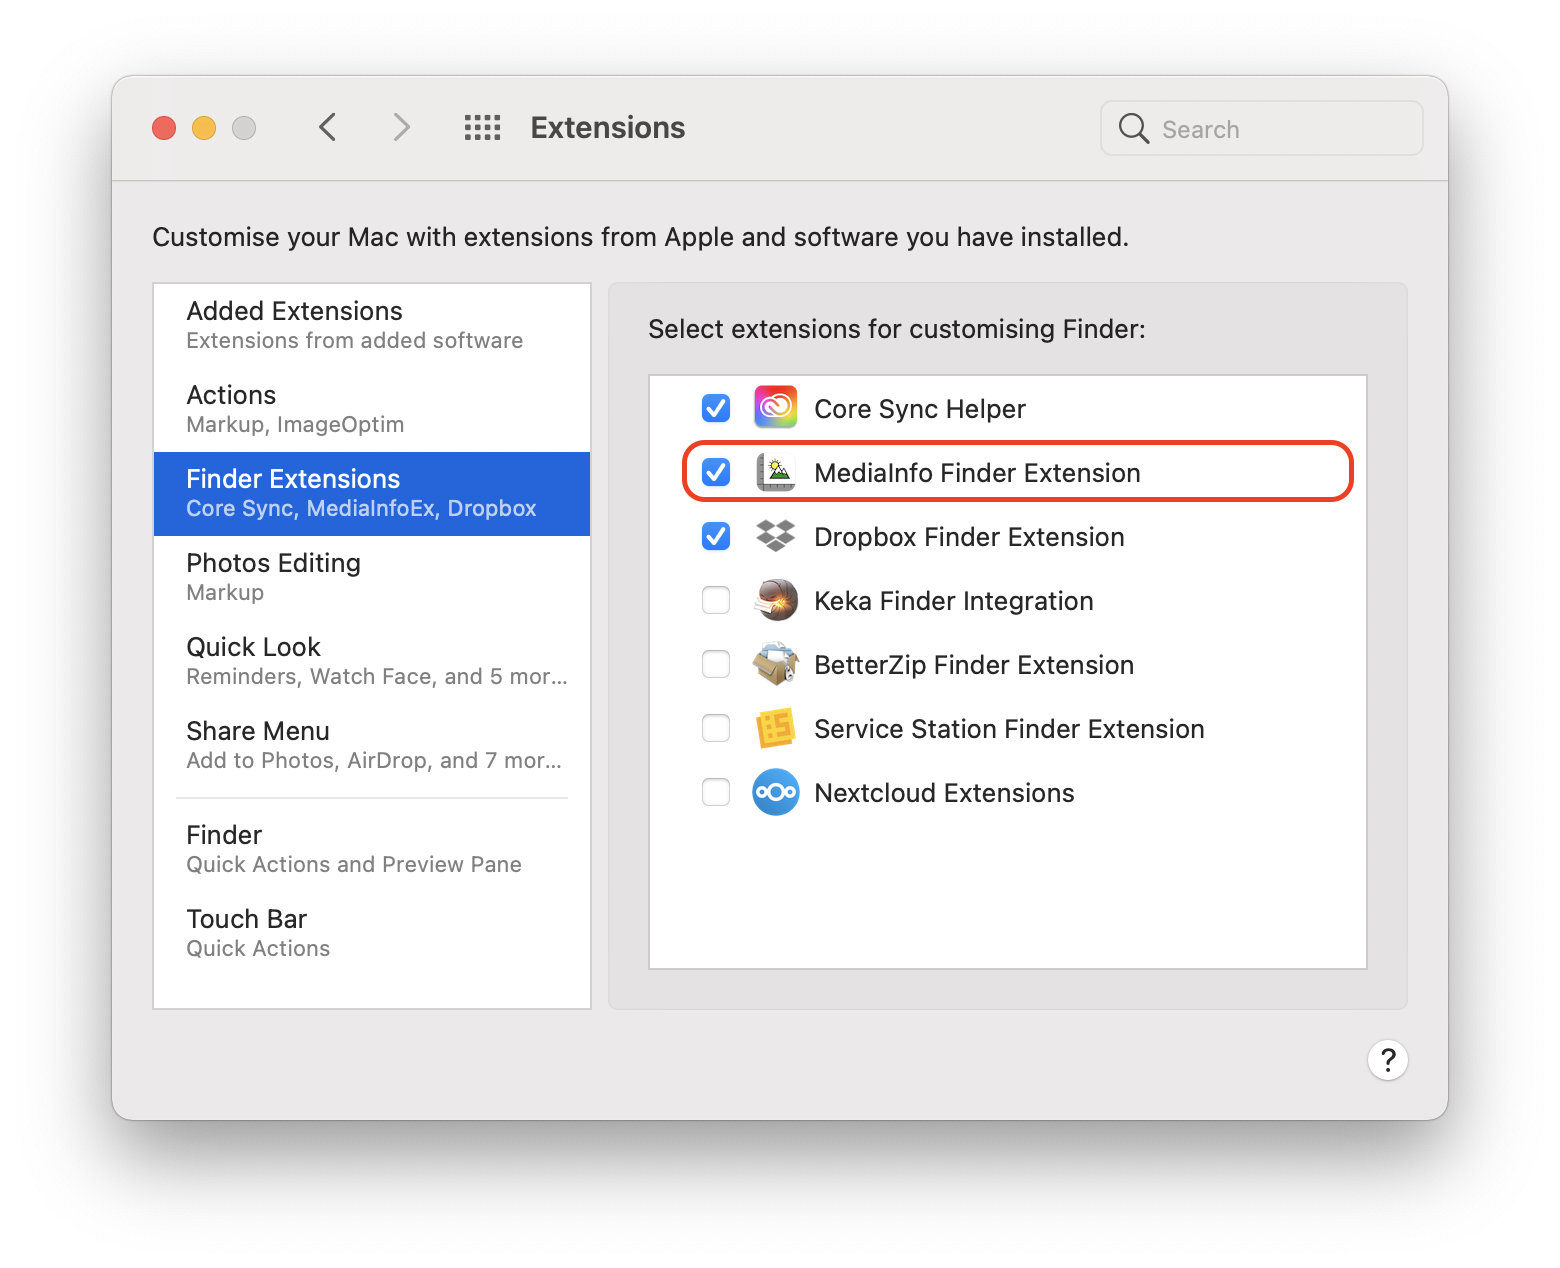 Extensions
Search
Customise your Mac with extensions from Apple and software you have installed.
Added Extensions
Extensions from added software
Actions
Markup, ImageOptim
Finder Extensions
Core Sync, MediaInfoEx, Dropbox
Photos Editing
Markup
Quick Look
Reminders, Watch Face, and 5 mor...
Share Menu
Add to Photos, AirDrop, and 7 mor...
Finder
Quick Actions and Preview Pane
Touch Bar
Quick Actions
Select extensions for customising Finder:
Core Sync Helper
MediaInfo Finder Extension
Dropbox Finder Extension
Keka Finder Integration
BetterZip Finder Extension
Service Station Finder Extension
Nextcloud Extensions
?